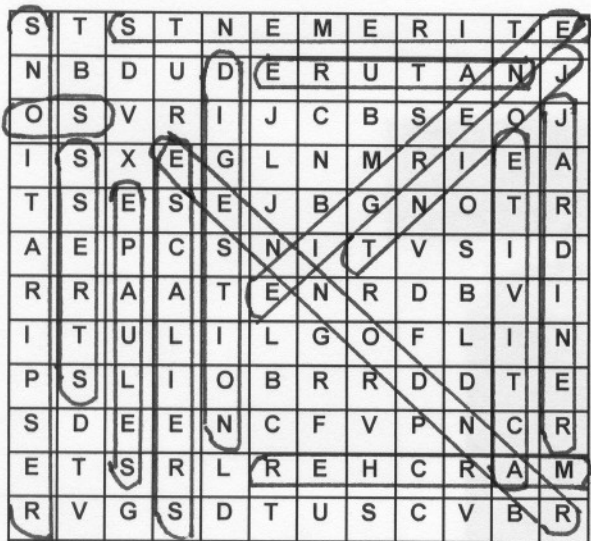 S T S T N E M E R I T E
N B D U D E R U T A N J
O S V R I J C B S E O J
I S X E G L N M R I E A
T S E S E J B G N O T R
A E P C S N I T V S I D
R R A A T E N R D B V I
I T U L I L G O F L I N
P S L I O B R R D D T E
S D E E N C F V P N C R
E T S R L R E H C R A M
R V G S D T U S C V B R